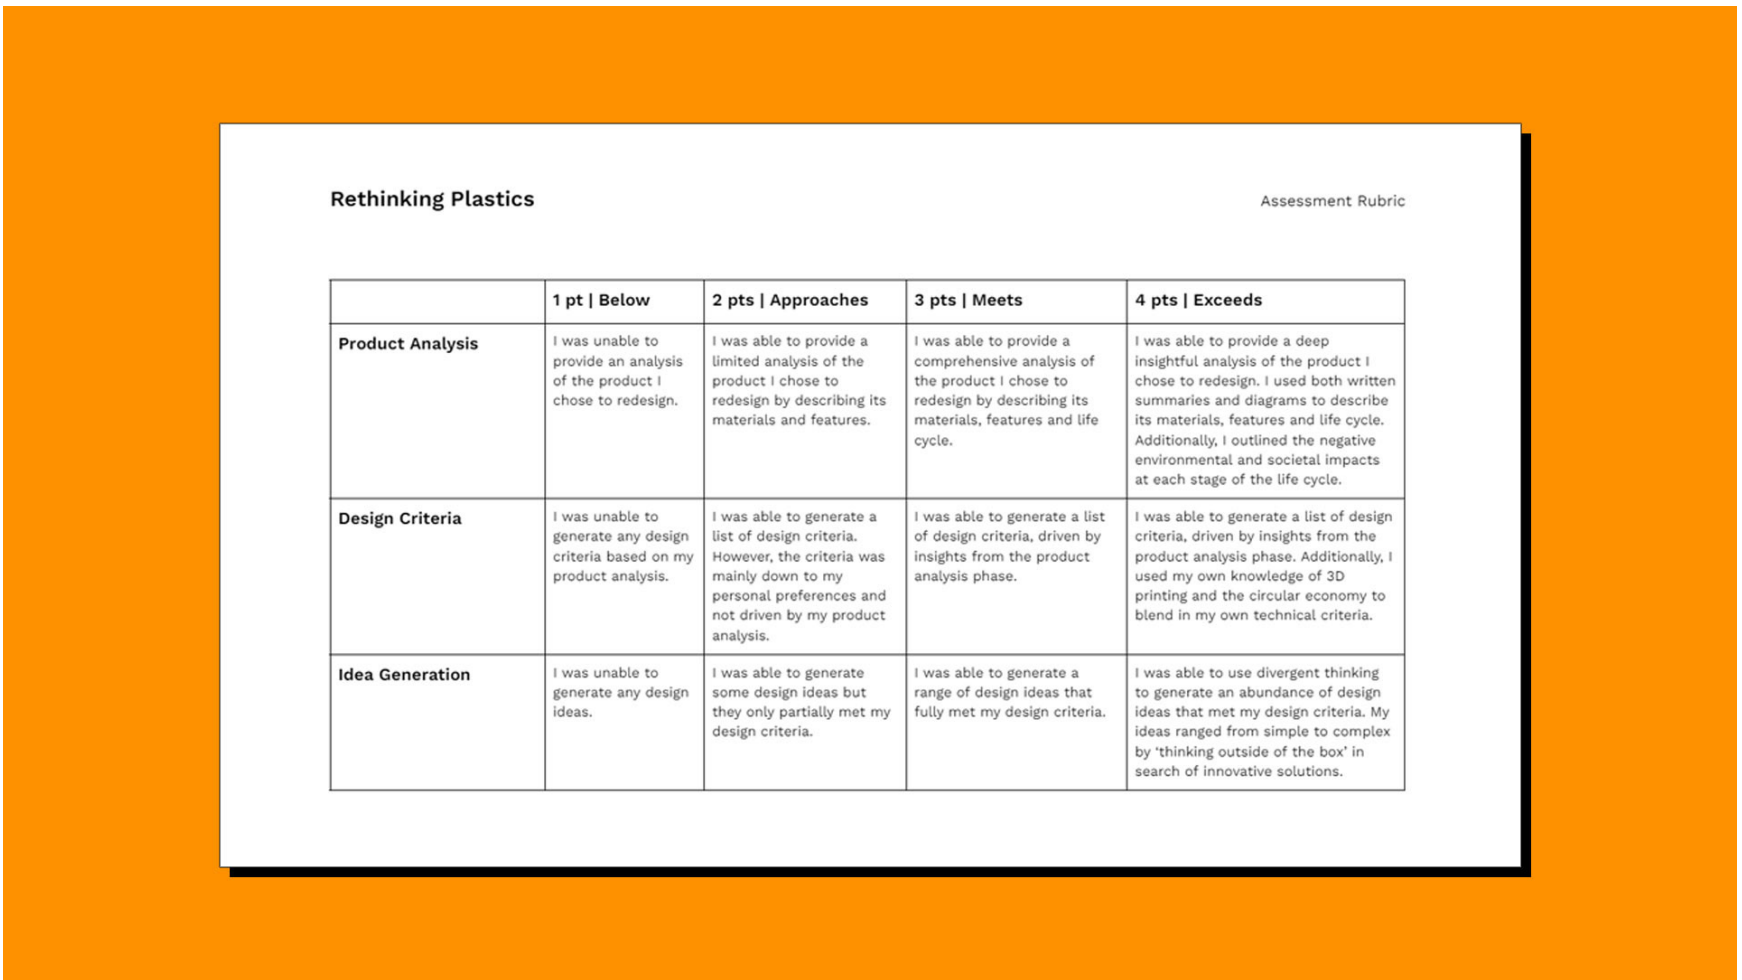 Rethinking Plastics
Assessment Rubric
1 pt | Below
2 pts | Approaches
3 pts | Meets
4 pts | Exceeds
Product Analysis
I was unable to
provide an analysis
of the product I
chose to redesign.
I was able to provide a
limited analysis of the
product I chose to
redesign by describing its
materials and features.
I was able to provide a
comprehensive analysis of
the product I chose to
redesign by describing its
materials, features and life
cycle.
I was able to provide a deep
insightful analysis of the product I
chose to redesign. I used both written
summaries and diagrams to describe
its materials, features and life cycle.
Additionally, I outlined the negative
environmental and societal impacts
at each stage of the life cycle.
Design Criteria
I was unable to
generate any design
criteria based on my
product analysis.
I was able to generate a
list of design criteria.
However, the criteria was
mainly down to my
personal preferences and
not driven by my product
analysis.
I was able to generate a list
of design criteria, driven by
insights from the product
analysis phase.
I was able to generate a list of design
criteria, driven by insights from the
product analysis phase. Additionally, I
used my own knowledge of 3D
printing and the circular economy to
blend in my own technical criteria.
Idea Generation
I was unable to
generate any design
ideas.
I was able to generate
some design ideas but
they only partially met my
design criteria.
I was able to generate a
range of design ideas that
fully met my design criteria.
I was able to use divergent thinking
to generate an abundance of design
ideas that met my design criteria. My
ideas ranged from simple to complex
by ‘thinking outside of the box’ in
search of innovative solutions.